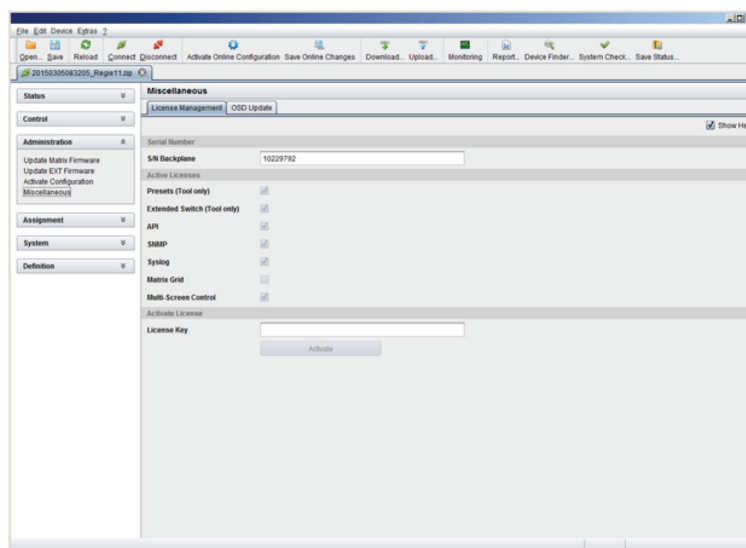 File Edit Device Extras ?
Open... Save Reload Connect Disconnect Activate Online Configuration Save Online Changes Download... Upload... Monitoring Report... Device Finder... System Check... Save Status...
20150305083205_Regie11.zip
Status
Control
Administration
Update Matrix Firmware
Update EXT Firmware
Activate Configuration
Miscellaneous
Assignment
System
Definition
Miscellaneous
License Management OSD Update
Show He
Serial Number
S/N Backplane 10229792
Active Licenses
Presets (Tool only)
Extended Switch (Tool only)
API
SNMP
Syslog
Matrix Grid
Multi-Screen Control
Activate License
License Key
Activate